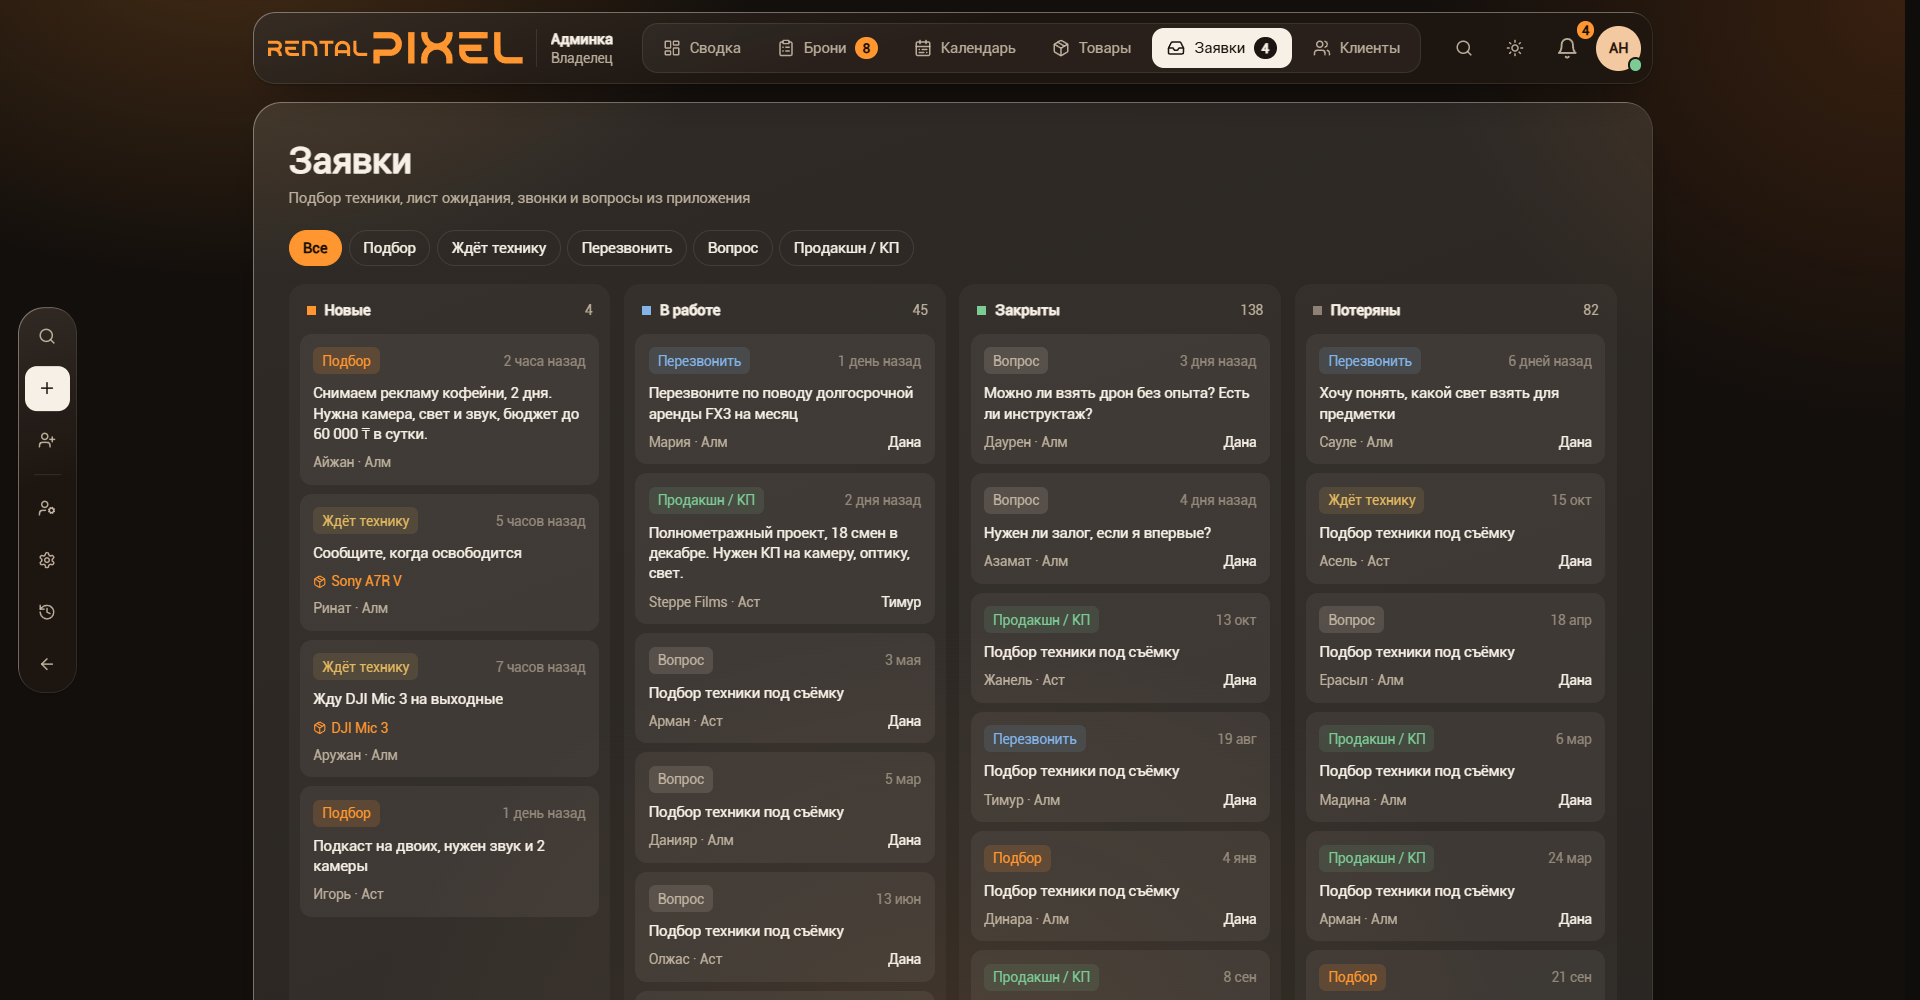 RENTAL PIXEL
Админка
Владелец
Сводка
Брони 8
Календарь
Товары
Заявки 4
Клиенты
4
АН
Заявки
Подбор техники, лист ожидания, звонки и вопросы из приложения
Все
Подбор
Ждёт технику
Перезвонить
Вопрос
Продакшн / КП
Новые 4
Подбор 2 часа назад
Снимаем рекламу кофейни, 2 дня.
Нужна камера, свет и звук, бюджет до
60 000 ₸ в сутки.
Айжан · Алм
Ждёт технику 5 часов назад
Сообщите, когда освободится
Sony A7R V
Ринат · Алм
Ждёт технику 7 часов назад
Жду DJI Mic 3 на выходные
DJI Mic 3
Аружан · Алм
Подбор 1 день назад
Подкаст на двоих, нужен звук и 2
камеры
Игорь · Аст
В работе 45
Перезвонить 1 день назад
Перезвоните по поводу долгосрочной
аренды FX3 на месяц
Мария · Алм Дана
Продакшн / КП 2 дня назад
Полнометражный проект, 18 смен в
декабре. Нужен КП на камеру, оптику,
свет.
Steppe Films · Аст Тимур
Вопрос 3 мая
Подбор техники под съёмку
Арман · Аст Дана
Вопрос 5 мар
Подбор техники под съёмку
Данияр · Алм Дана
Вопрос 13 июн
Подбор техники под съёмку
Олжас · Аст Дана
Закрыты 138
Вопрос 3 дня назад
Можно ли взять дрон без опыта? Есть
ли инструктаж?
Даурен · Алм Дана
Вопрос 4 дня назад
Нужен ли залог, если я впервые?
Азамат · Алм Дана
Продакшн / КП 13 окт
Подбор техники под съёмку
Жанель · Аст Дана
Перезвонить 19 авг
Подбор техники под съёмку
Тимур · Алм Дана
Подбор 4 янв
Подбор техники под съёмку
Динара · Алм Дана
Продакшн / КП 8 сен
Потеряны 82
Перезвонить 6 дней назад
Хочу понять, какой свет взять для
предметки
Сауле · Алм Дана
Ждёт технику 15 окт
Подбор техники под съёмку
Асель · Аст Дана
Вопрос 18 апр
Подбор техники под съёмку
Ерасыл · Алм Дана
Продакшн / КП 6 мар
Подбор техники под съёмку
Мадина · Алм Дана
Продакшн / КП 24 мар
Подбор техники под съёмку
Арман · Алм Дана
Подбор 21 сен